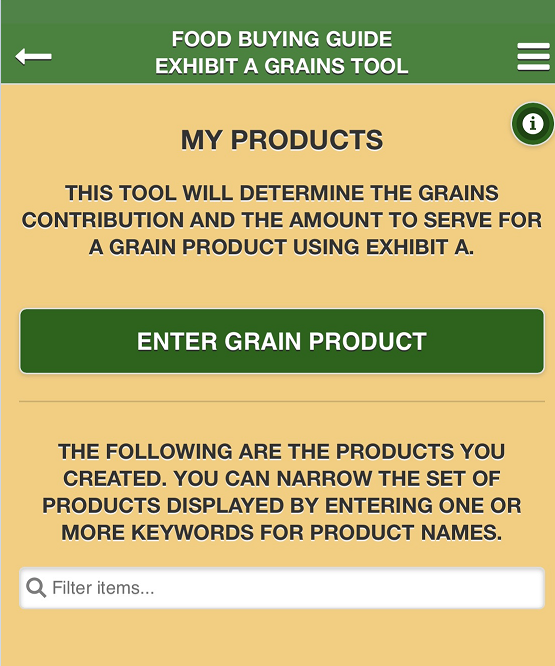 FOOD BUYING GUIDE
EXHIBIT A GRAINS TOOL
i
MY PRODUCTS
THIS TOOL WILL DETERMINE THE GRAINS
CONTRIBUTION AND THE AMOUNT TO SERVE FOR
A GRAIN PRODUCT USING EXHIBIT A.
ENTER GRAIN PRODUCT
THE FOLLOWING ARE THE PRODUCTS YOU
CREATED. YOU CAN NARROW THE SET OF
PRODUCTS DISPLAYED BY ENTERING ONE OR
MORE KEYWORDS FOR PRODUCT NAMES.
Filter items...